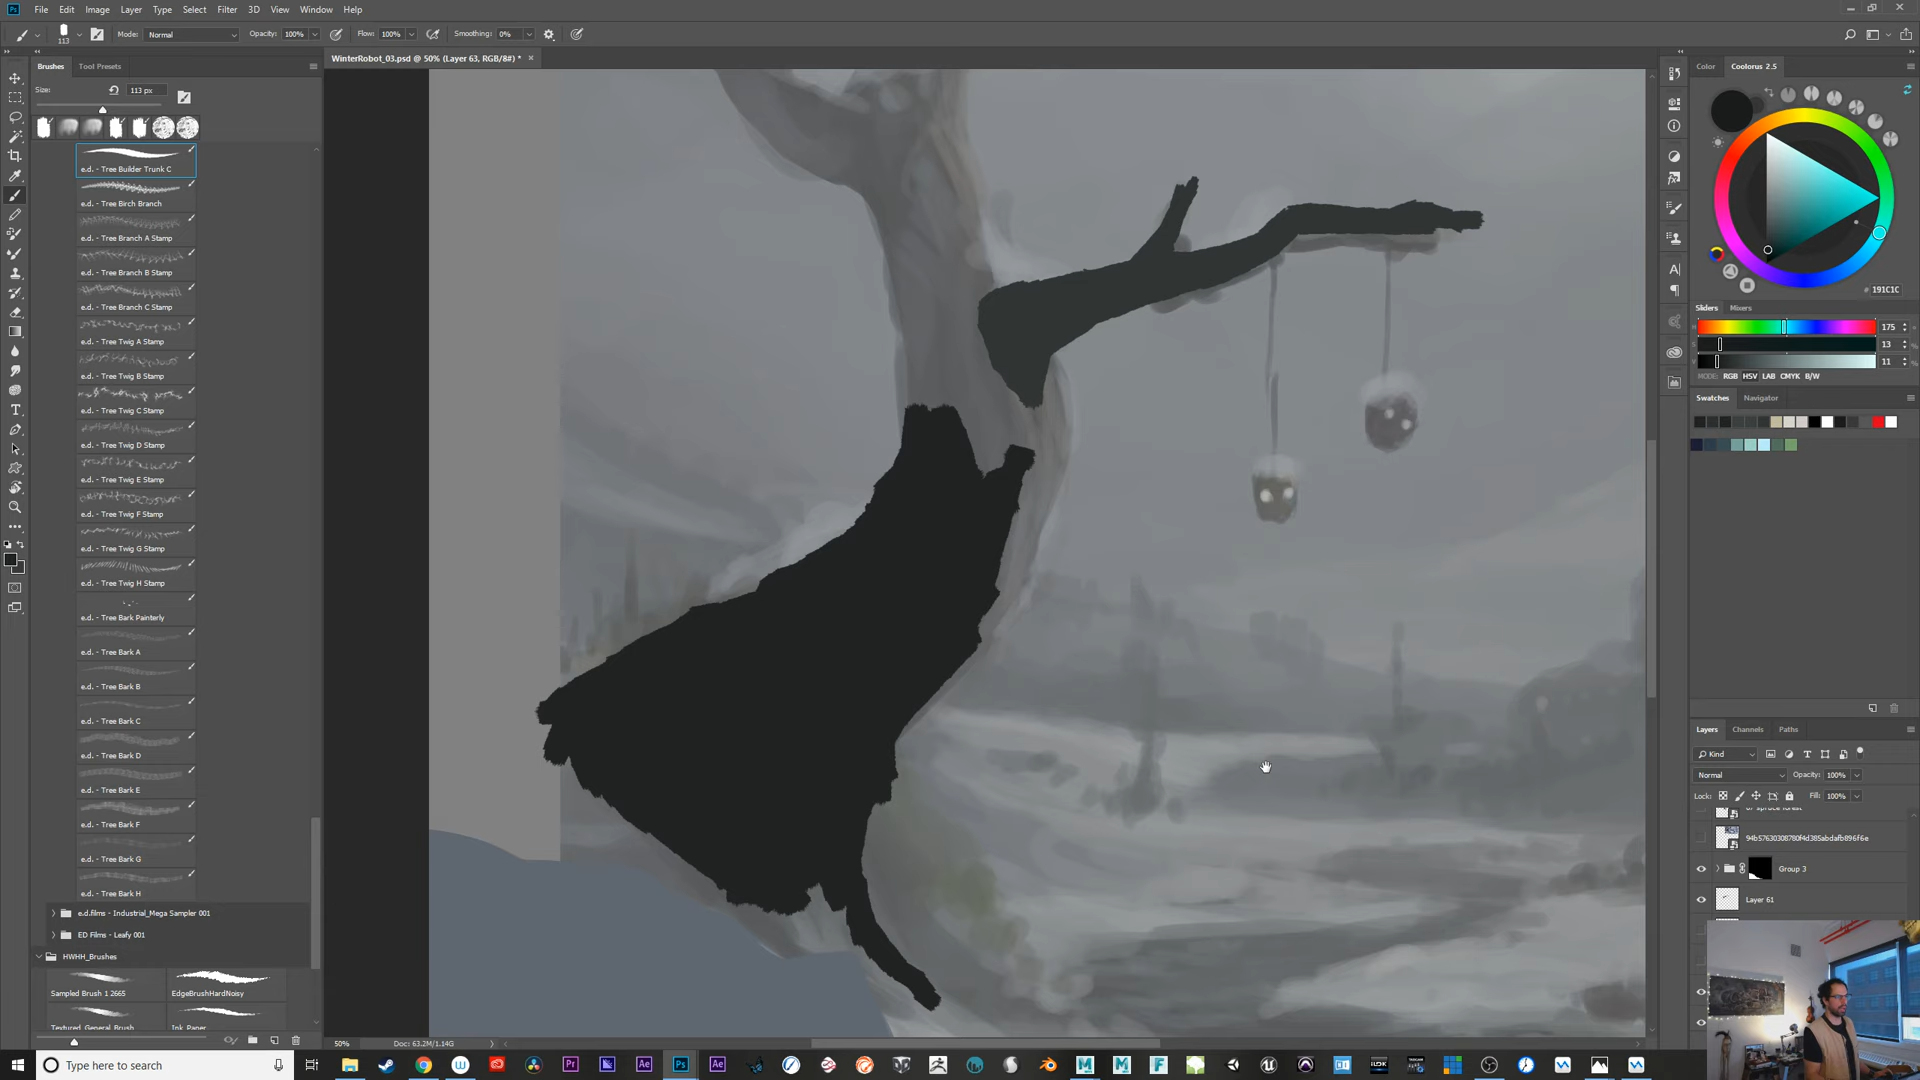 File Edit Image Layer Type Select Filter 3D View Window Help
113 Mode: Normal Opacity: 100% Flow: 100% Smoothing: 0%
Brushes Tool Presets
WinterRobot_03.psd @ 50% (Layer 63, RGB/8#) *
Size: 113 px
e.d. - Tree Builder Trunk C
e.d. - Tree Birch Branch
e.d. - Tree Branch A Stamp
e.d. - Tree Branch B Stamp
e.d. - Tree Branch C Stamp
e.d. - Tree Twig A Stamp
e.d. - Tree Twig B Stamp
e.d. - Tree Twig C Stamp
e.d. - Tree Twig D Stamp
e.d. - Tree Twig E Stamp
e.d. - Tree Twig F Stamp
e.d. - Tree Twig G Stamp
e.d. - Tree Twig H Stamp
e.d. - Tree Bark Painterly
e.d. - Tree Bark A
e.d. - Tree Bark B
e.d. - Tree Bark C
e.d. - Tree Bark D
e.d. - Tree Bark E
e.d. - Tree Bark F
e.d. - Tree Bark G
e.d. - Tree Bark H
e.d.films - Industrial_Mega Sampler 001
ED Films - Leafy 001
HWHH_Brushes
Sampled Brush 1 2665 EdgeBrushHardNoisy
Textured General Brush Ink Paper
50% Doc: 63.2M/1.14G
Color Coolorus 2.5
# 191C1C
Sliders Mixers
H 175
S 13
V 11
MODE: RGB HSV LAB CMYK B/W
Swatches Navigator
Layers Channels Paths
Kind
Normal Opacity: 100%
Lock: Fill: 100%
94b57630308780f4d385abdafb896f6e
Group 3
Layer 61
Type here to search